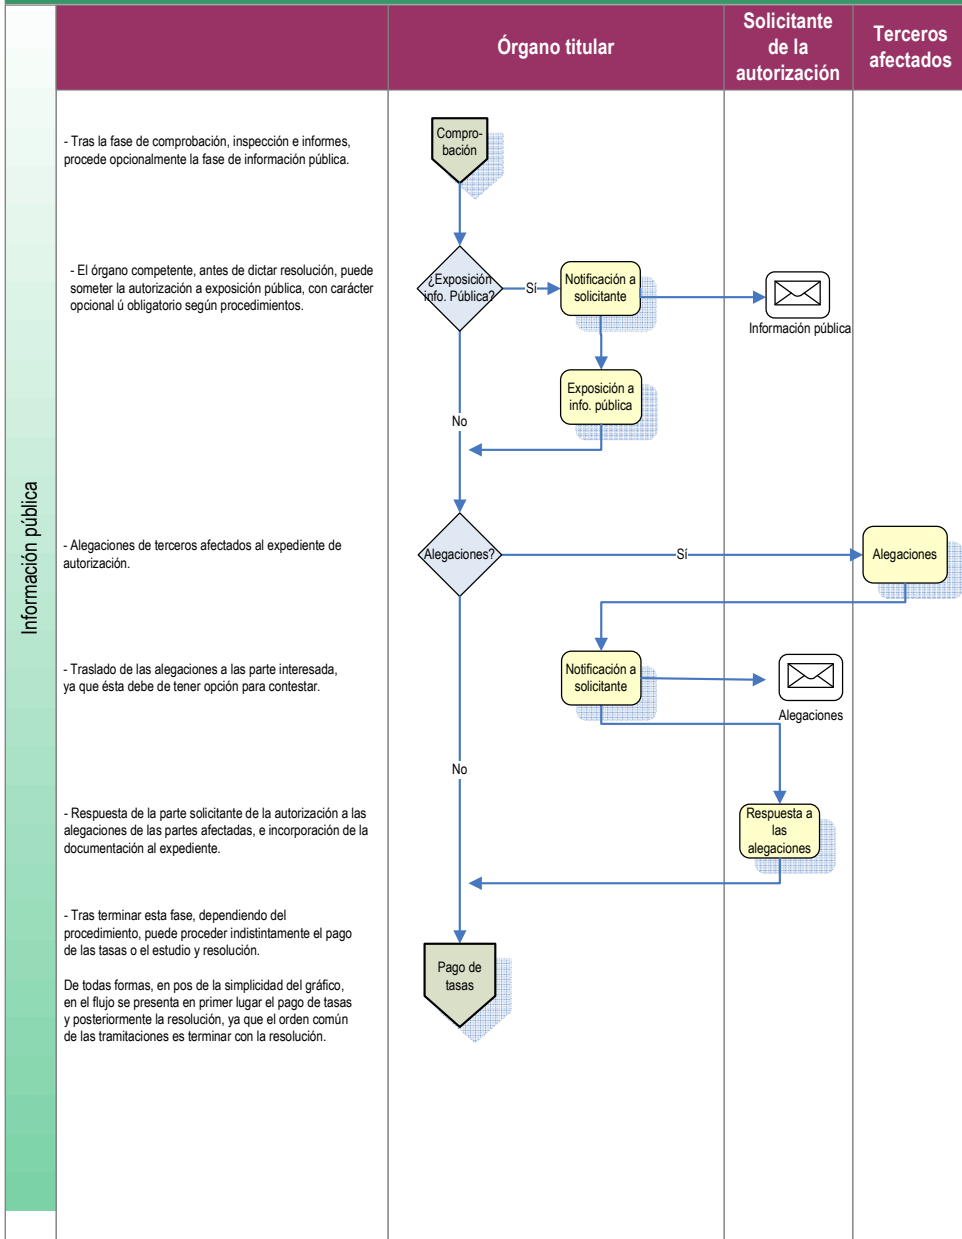 Órgano titular
Solicitante
de la
autorización
Terceros
afectados
Información pública
- Tras la fase de comprobación, inspección e informes,
procede opcionalmente la fase de información pública.
Compro-
bación
- El órgano competente, antes de dictar resolución, puede
someter la autorización a exposición pública, con carácter
opcional ú obligatorio según procedimientos.
¿Exposición
info. Pública?
Sí
Notificación a
solicitante
Información pública
Exposición a
info. pública
No
- Alegaciones de terceros afectados al expediente de
autorización.
Alegaciones?
Sí
Alegaciones
- Traslado de las alegaciones a las parte interesada,
ya que ésta debe de tener opción para contestar.
Notificación a
solicitante
Alegaciones
No
- Respuesta de la parte solicitante de la autorización a las
alegaciones de las partes afectadas, e incorporación de la
documentación al expediente.
Respuesta a
las
alegaciones
- Tras terminar esta fase, dependiendo del
procedimiento, puede proceder indistintamente el pago
de las tasas o el estudio y resolución.
De todas formas, en pos de la simplicidad del gráfico,
en el flujo se presenta en primer lugar el pago de tasas
y posteriormente la resolución, ya que el orden común
de las tramitaciones es terminar con la resolución.
Pago de
tasas